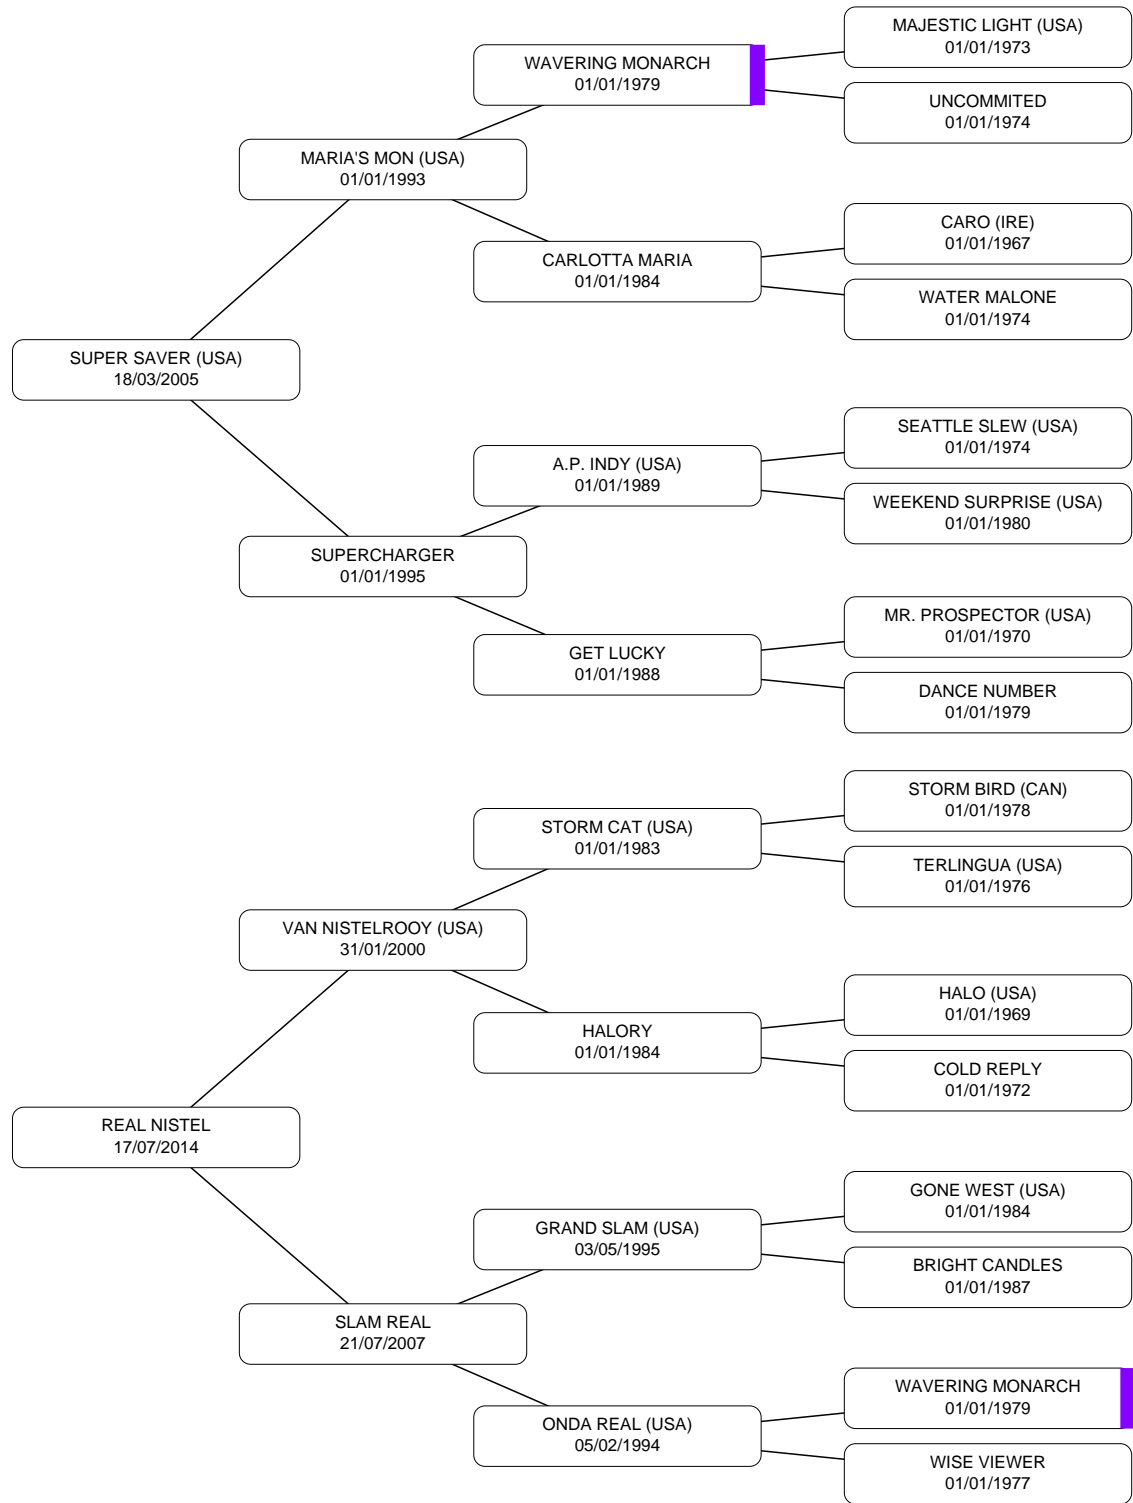 MAJESTIC LIGHT (USA)
01/01/1973
WAVERING MONARCH
01/01/1979
UNCOMMITED
01/01/1974
MARIA'S MON (USA)
01/01/1993
CARO (IRE)
01/01/1967
CARLOTTA MARIA
01/01/1984
WATER MALONE
01/01/1974
SUPER SAVER (USA)
18/03/2005
SEATTLE SLEW (USA)
01/01/1974
A.P. INDY (USA)
01/01/1989
WEEKEND SURPRISE (USA)
01/01/1980
SUPERCHARGER
01/01/1995
MR. PROSPECTOR (USA)
01/01/1970
GET LUCKY
01/01/1988
DANCE NUMBER
01/01/1979
STORM BIRD (CAN)
01/01/1978
STORM CAT (USA)
01/01/1983
TERLINGUA (USA)
01/01/1976
VAN NISTELROOY (USA)
31/01/2000
HALO (USA)
01/01/1969
HALORY
01/01/1984
COLD REPLY
01/01/1972
REAL NISTEL
17/07/2014
GONE WEST (USA)
01/01/1984
GRAND SLAM (USA)
03/05/1995
BRIGHT CANDLES
01/01/1987
SLAM REAL
21/07/2007
WAVERING MONARCH
01/01/1979
ONDA REAL (USA)
05/02/1994
WISE VIEWER
01/01/1977